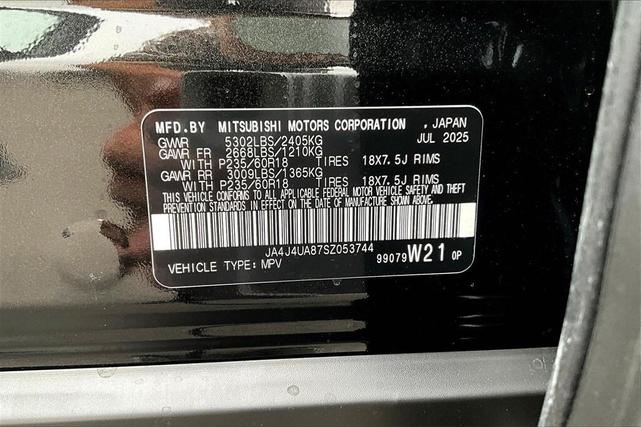 MFD.BY MITSUBISHI MOTORS CORPORATION , JAPAN
GVWR 5302LBS/2405KG JUL 2025
GAWR FR 2668LBS/1210KG
WITH P235/60R18 TIRES 18X7.5J RIMS
GAWR RR 3009LBS/1365KG
WITH P235/60R18 TIRES 18X7.5J RIMS
THIS VEHICLE CONFORMS TO ALL APPLICABLE FEDERAL MOTOR VEHICLE SAFETY AND THEFT
PREVENTION STANDARDS IN EFFECT ON THE DATE OF MANUFACTURE SHOWN ABOVE.
JA4J4UA87SZ053744
VEHICLE TYPE: MPV 99079W21 0P